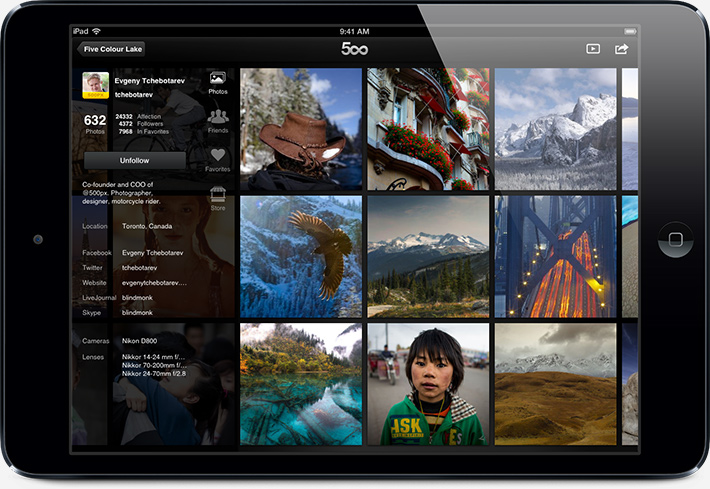 iPad 9:41 AM
Five Colour Lake
500
Evgeny Tchebotarev
tchebotarev
Photos
632
Photos
24332 Affection
4372 Followers
7968 In Favorites
Friends
Unfollow
Favorites
Co-founder and COO of
@500px. Photographer,
designer, motorcycle rider.
Store
Location Toronto, Canada
Facebook Evgeny Tchebotarev
Twitter tchebotarev
Website evgenytchebotarev....
LiveJournal blindmonk
Skype blindmonk
Cameras Nikon D800
Lenses Nikkor 14-24 mm f/...
Nikkor 70-200mm f/...
Nikkor 24-70mm f/2.8
JSK